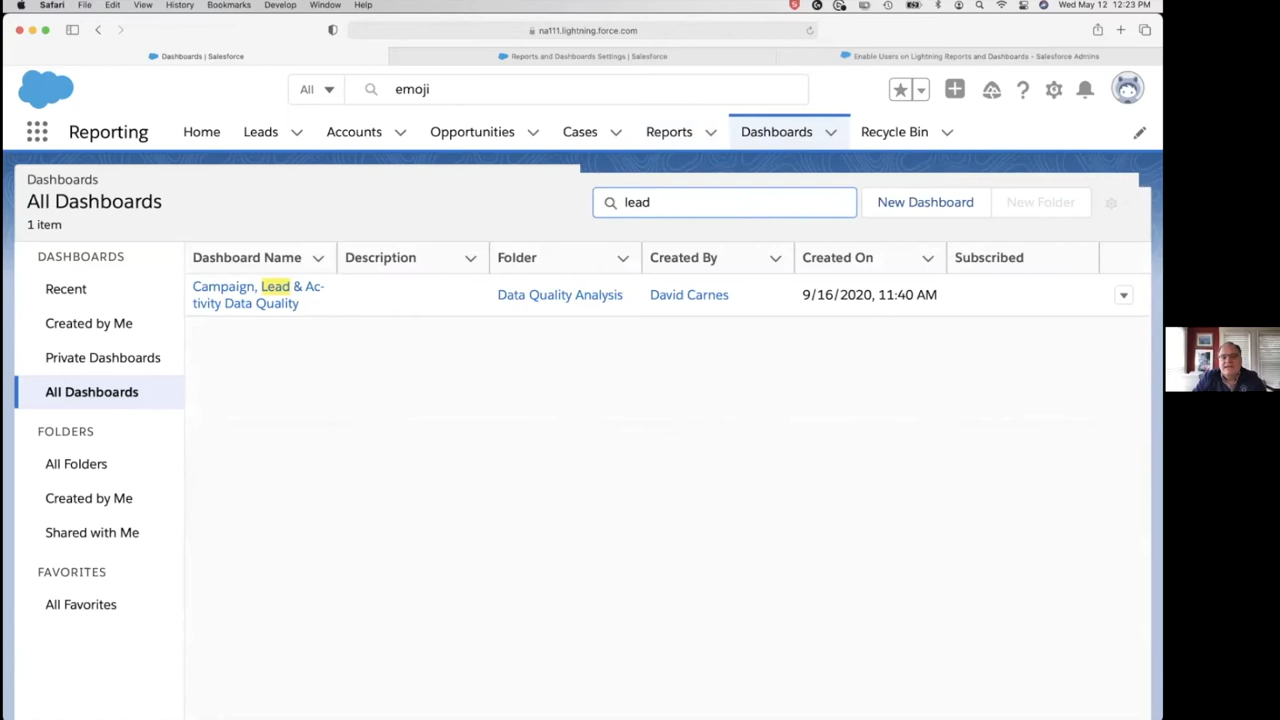 Safari File Edit View History Bookmarks Develop Window Help Wed May 12 12:23 PM
na111.lightning.force.com
Dashboards | Salesforce Reports and Dashboards Settings | Salesforce Enable Users on Lightning Reports and Dashboards - Salesforce Admins
All emoji
Reporting Home Leads Accounts Opportunities Cases Reports Dashboards Recycle Bin
Dashboards
All Dashboards
1 item
lead New Dashboard New Folder
DASHBOARDS
Recent
Created by Me
Private Dashboards
All Dashboards
FOLDERS
All Folders
Created by Me
Shared with Me
FAVORITES
All Favorites
Dashboard Name Description Folder Created By Created On Subscribed
Campaign, Lead & Ac-
tivity Data Quality
Data Quality Analysis David Carnes 9/16/2020, 11:40 AM